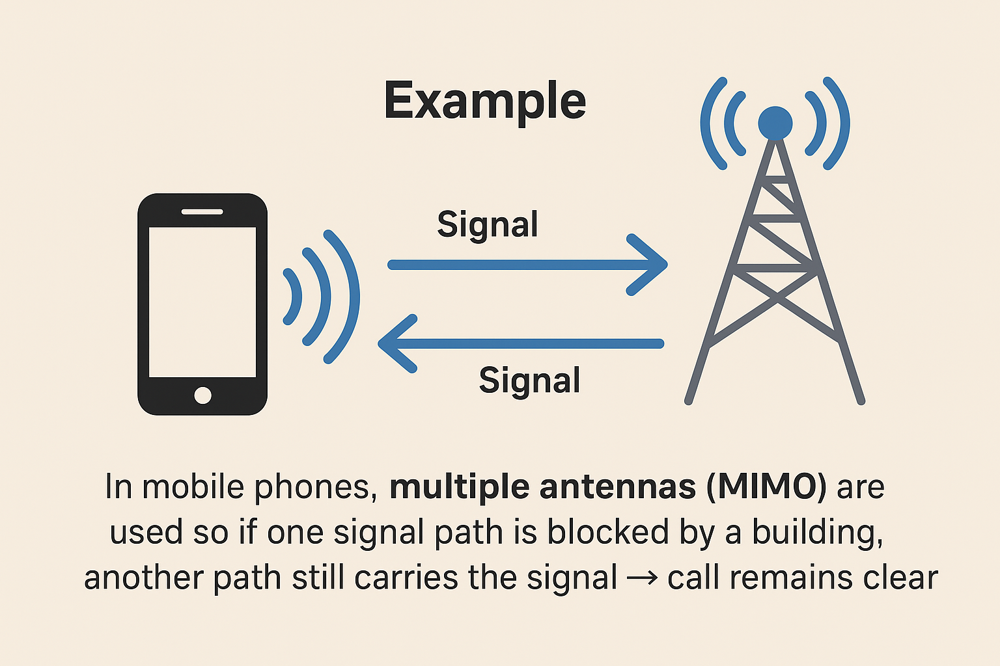 Example
Signal
Signal
In mobile phones, multiple antennas (MIMO) are
used so if one signal path is blocked by a building,
another path still carries the signal → call remains clear